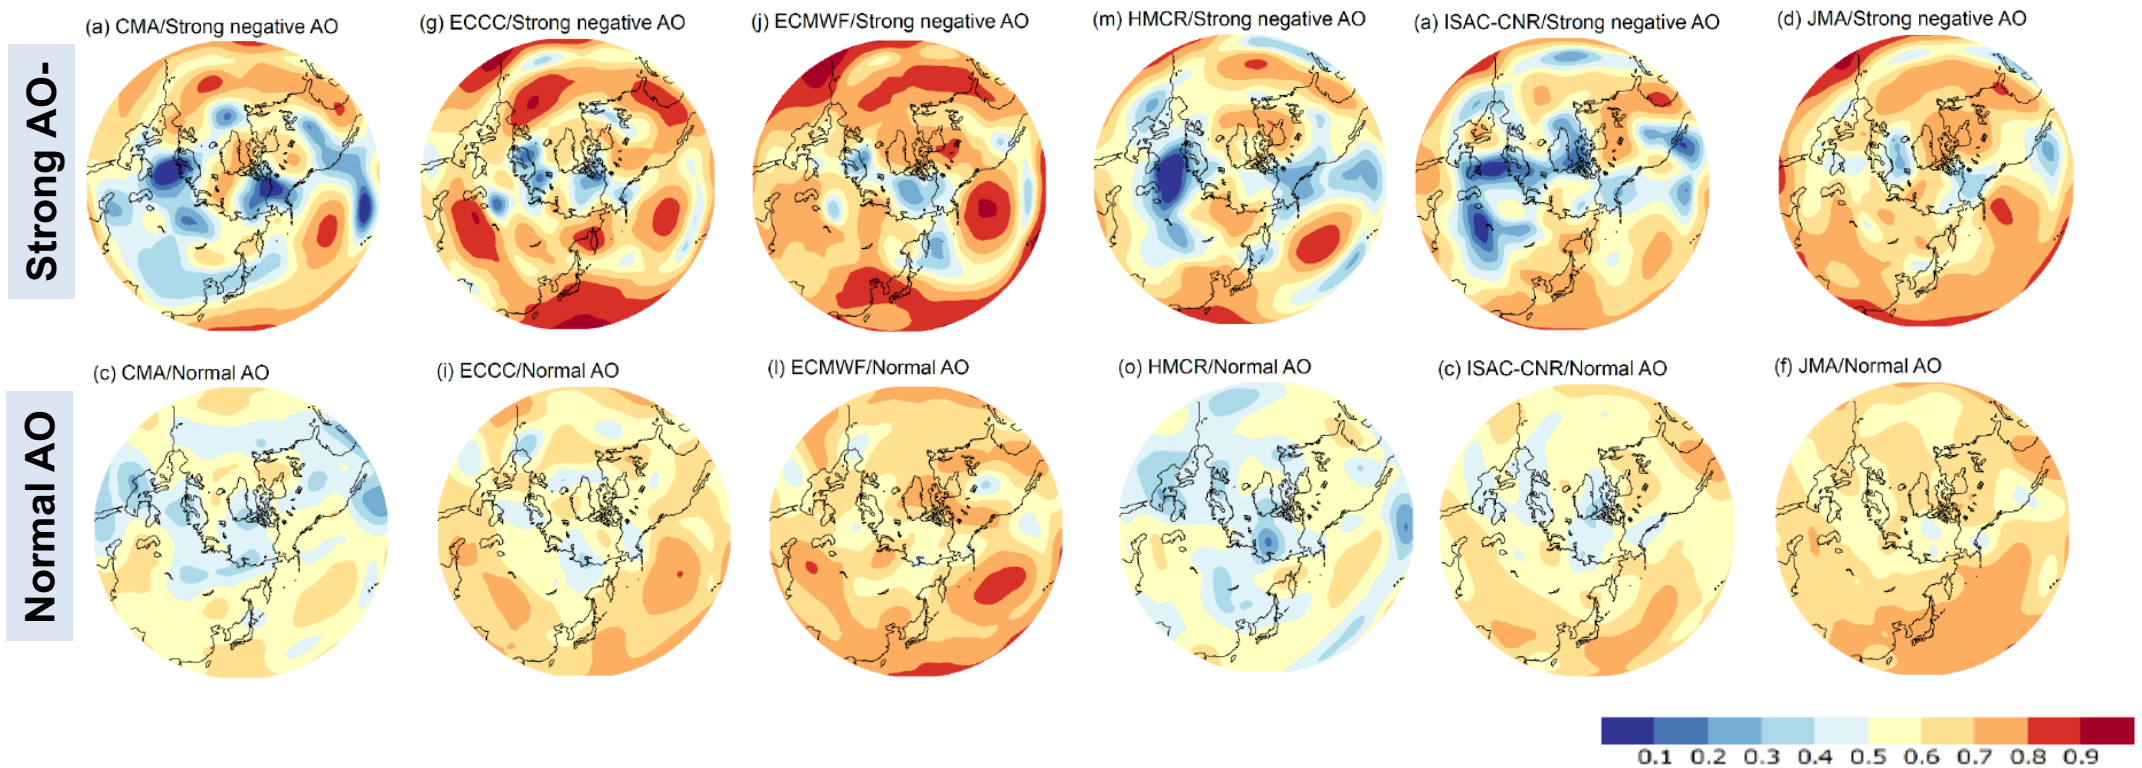 Strong AO-
(a) CMA/Strong negative AO
(g) ECCC/Strong negative AO
(j) ECMWF/Strong negative AO
(m) HMCR/Strong negative AO
(a) ISAC-CNR/Strong negative AO
(d) JMA/Strong negative AO
Normal AO
(c) CMA/Normal AO
(i) ECCC/Normal AO
(l) ECMWF/Normal AO
(o) HMCR/Normal AO
(c) ISAC-CNR/Normal AO
(f) JMA/Normal AO
0.1 0.2 0.3 0.4 0.5 0.6 0.7 0.8 0.9